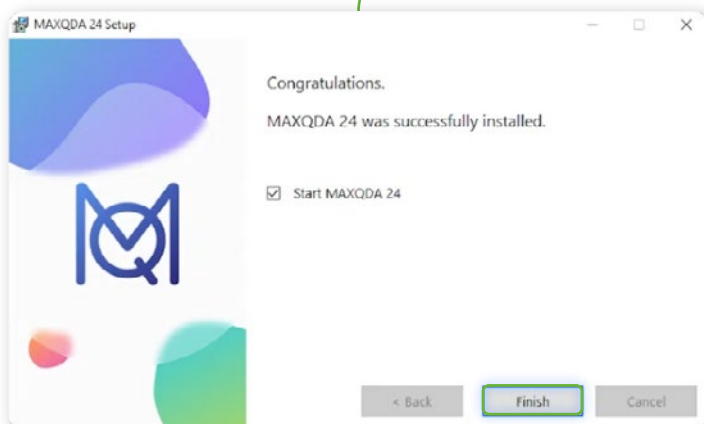 MAXQDA 24 Setup
Congratulations.
MAXQDA 24 was successfully installed.
Start MAXQDA 24
< Back
Finish
Cancel